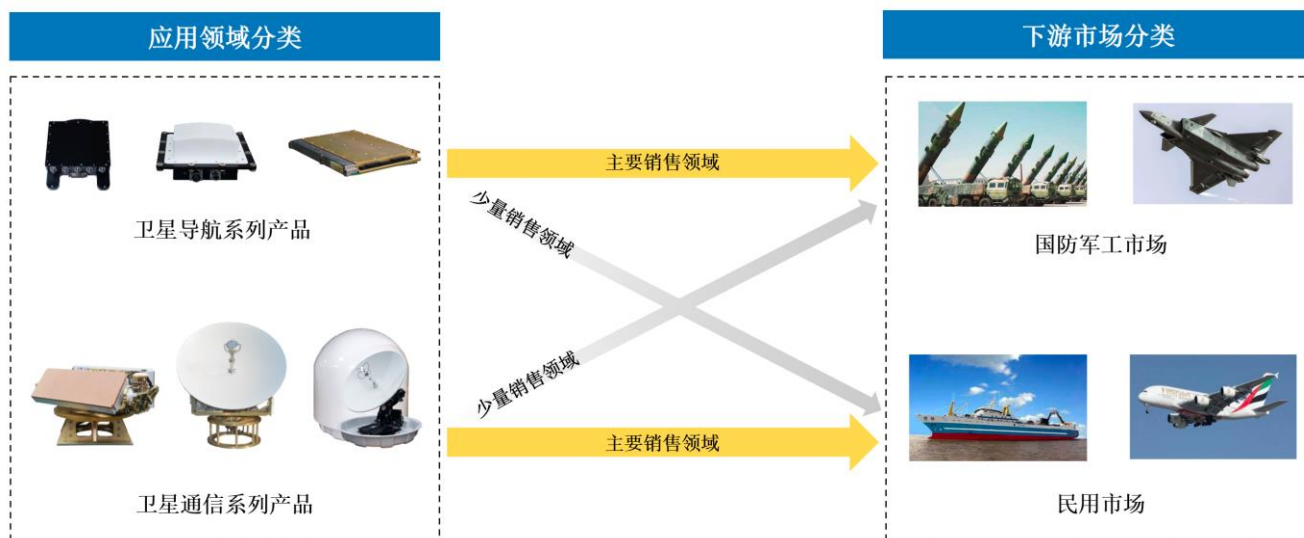 应用领域分类
下游市场分类
主要销售领域
少量销售领域
卫星导航系列产品
国防军工市场
少量销售领域
主要销售领域
卫星通信系列产品
民用市场